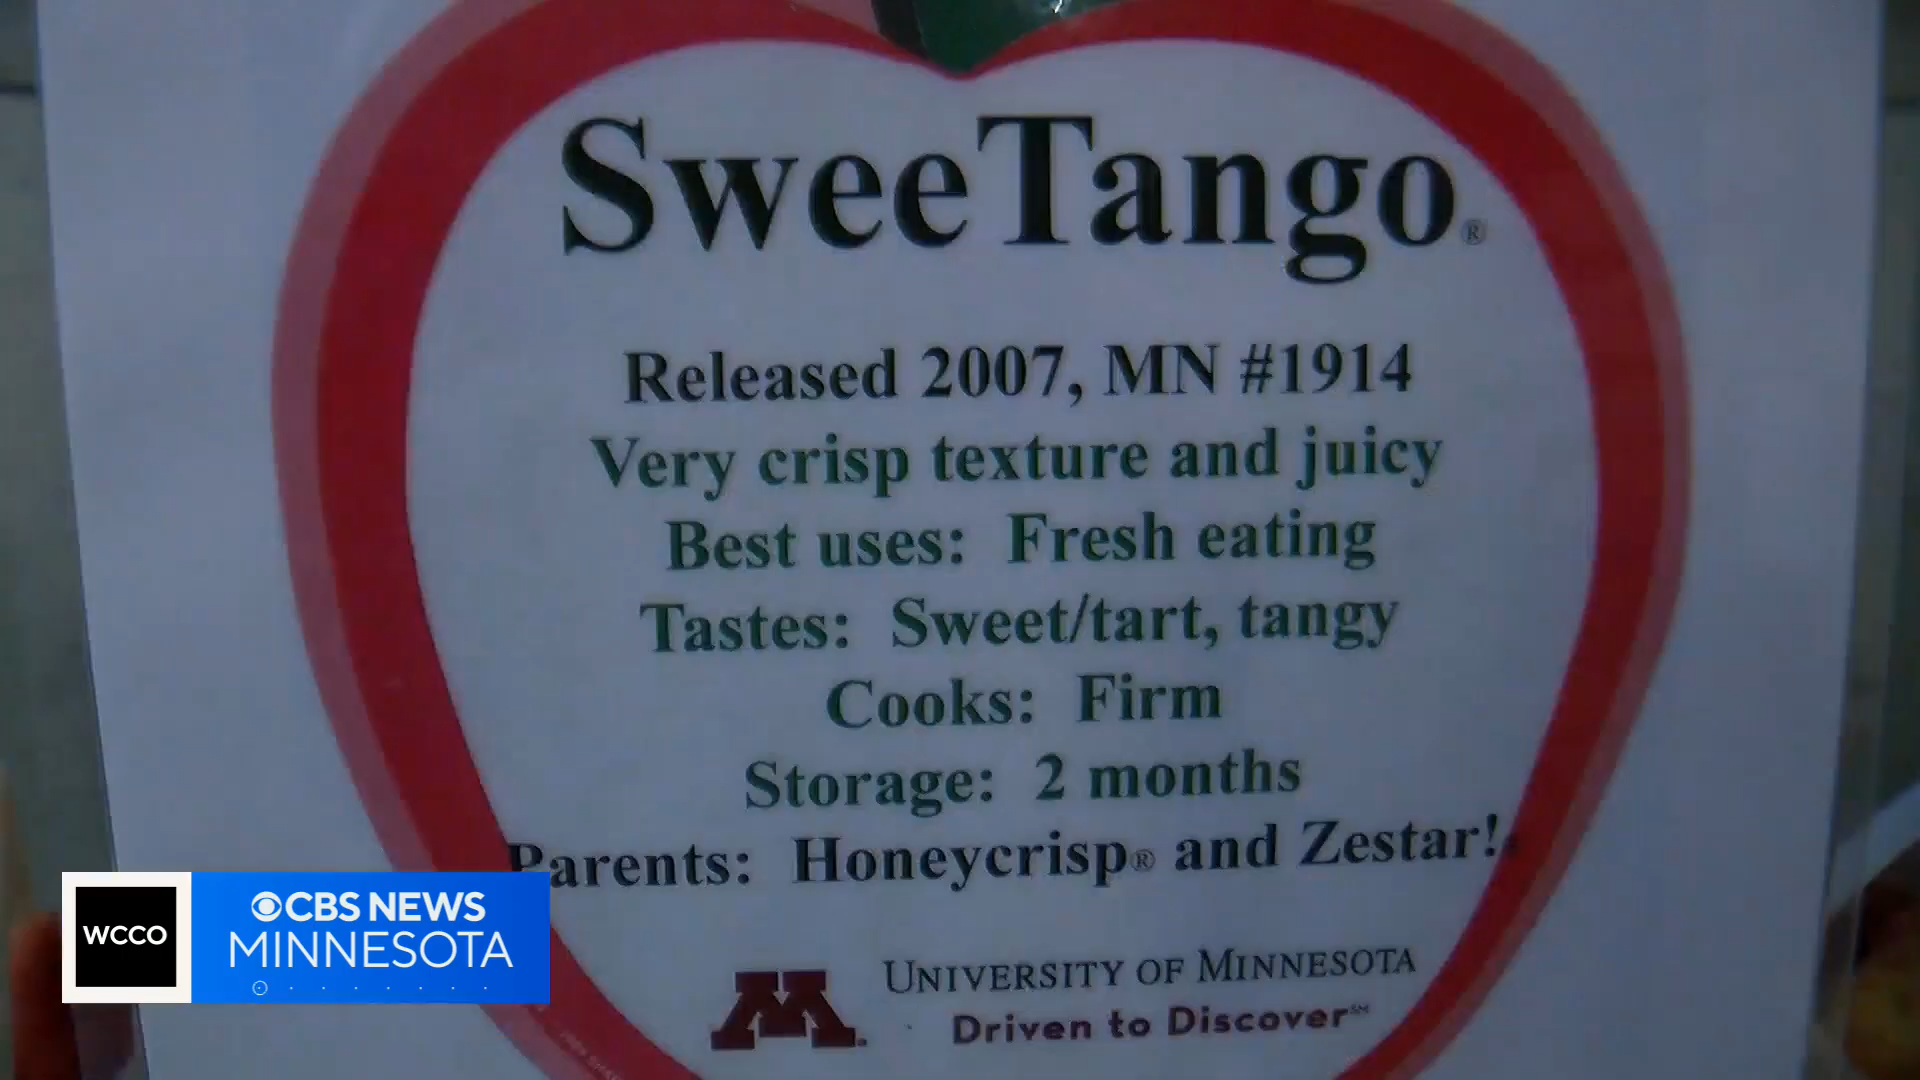 SweeTango®
Released 2007, MN #1914
Very crisp texture and juicy
Best uses: Fresh eating
Tastes: Sweet/tart, tangy
Cooks: Firm
Storage: 2 months
Parents: Honeycrisp® and Zestar!
UNIVERSITY OF MINNESOTA
Driven to Discover℠
WCCO
CBS NEWS
MINNESOTA